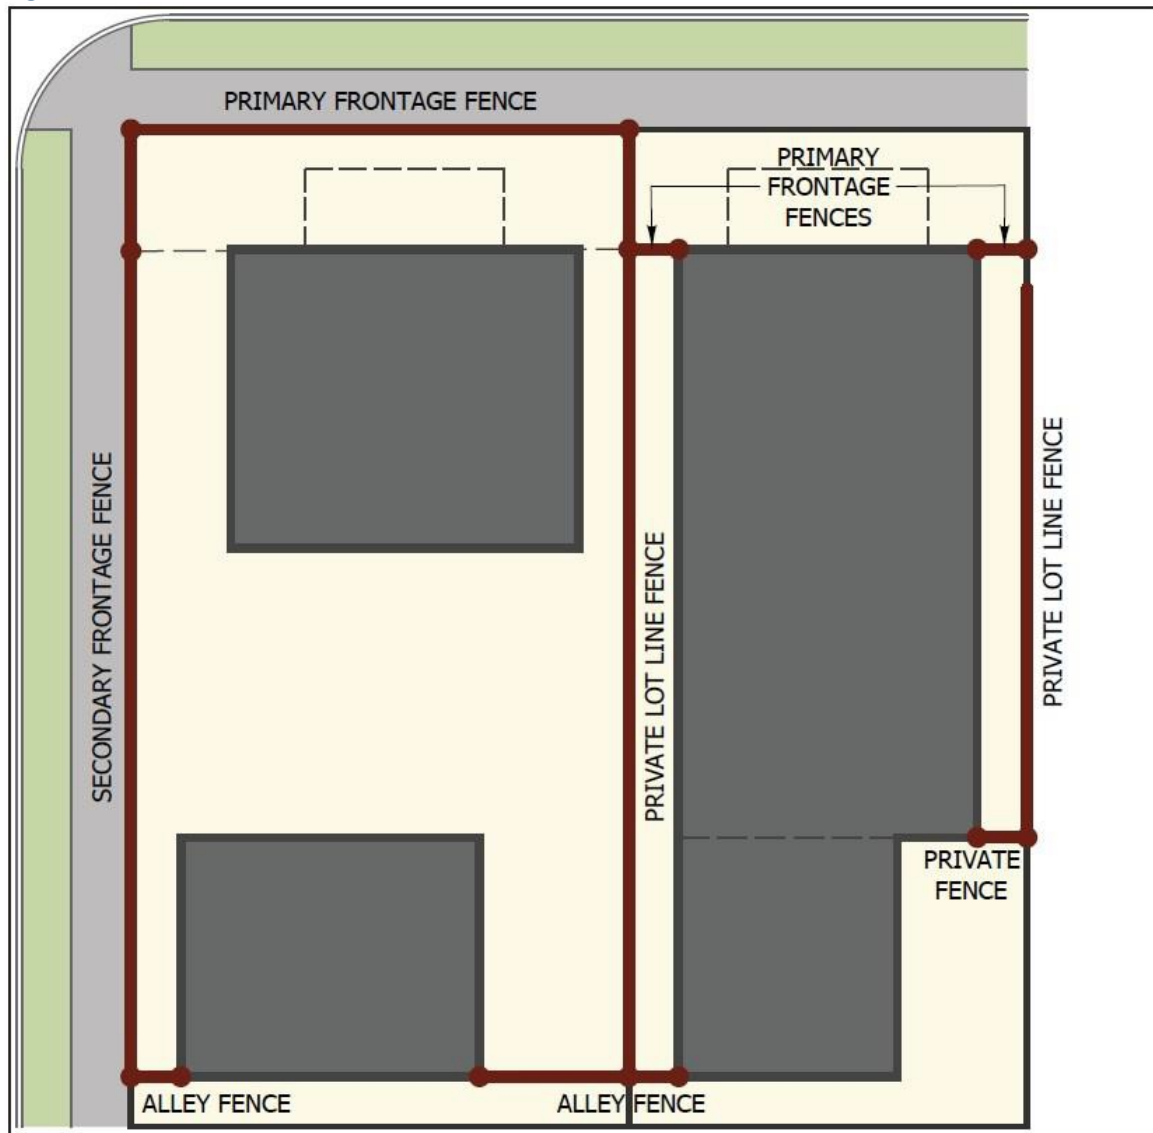 PRIMARY FRONTAGE FENCE
PRIMARY
FRONTAGE
FENCES
SECONDARY FRONTAGE FENCE
PRIVATE LOT LINE FENCE
PRIVATE LOT LINE FENCE
PRIVATE
FENCE
ALLEY FENCE
ALLEY FENCE